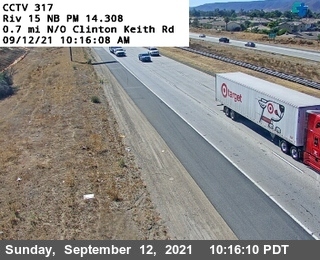 CCTV 317
Riv 15 NB PM 14.308
0.7 mi N/O Clinton Keith Rd
09/12/21 10:16:08 AM
target
Sunday, September 12, 2021 10:16:10 PDT